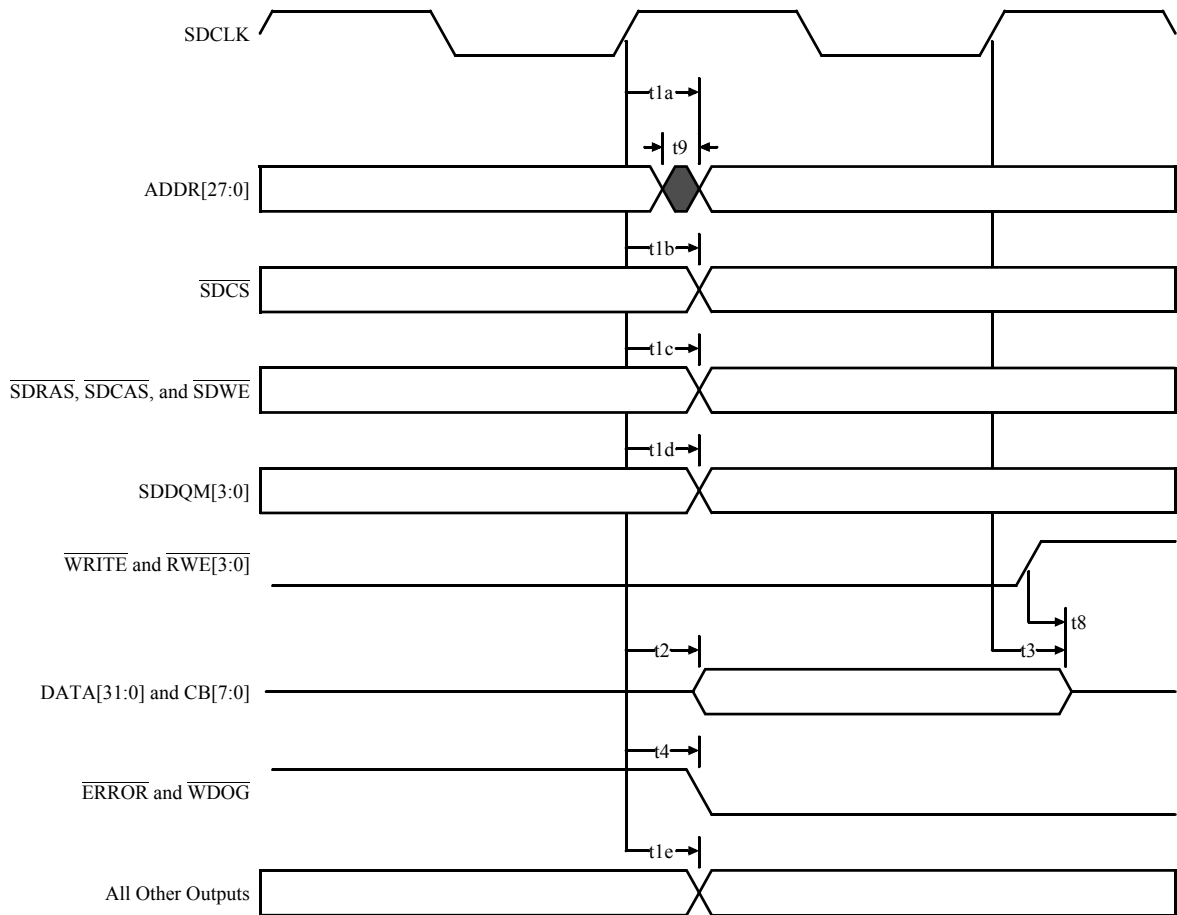 SDCLK
t1a
t9
ADDR[27:0]
t1b
SDCS
t1c
SDRAS, SDCAS, and SDWE
t1d
SDDQM[3:0]
WRITE and RWE[3:0]
t8
t2
t3
DATA[31:0] and CB[7:0]
t4
ERROR and WDOG
t1e
All Other Outputs